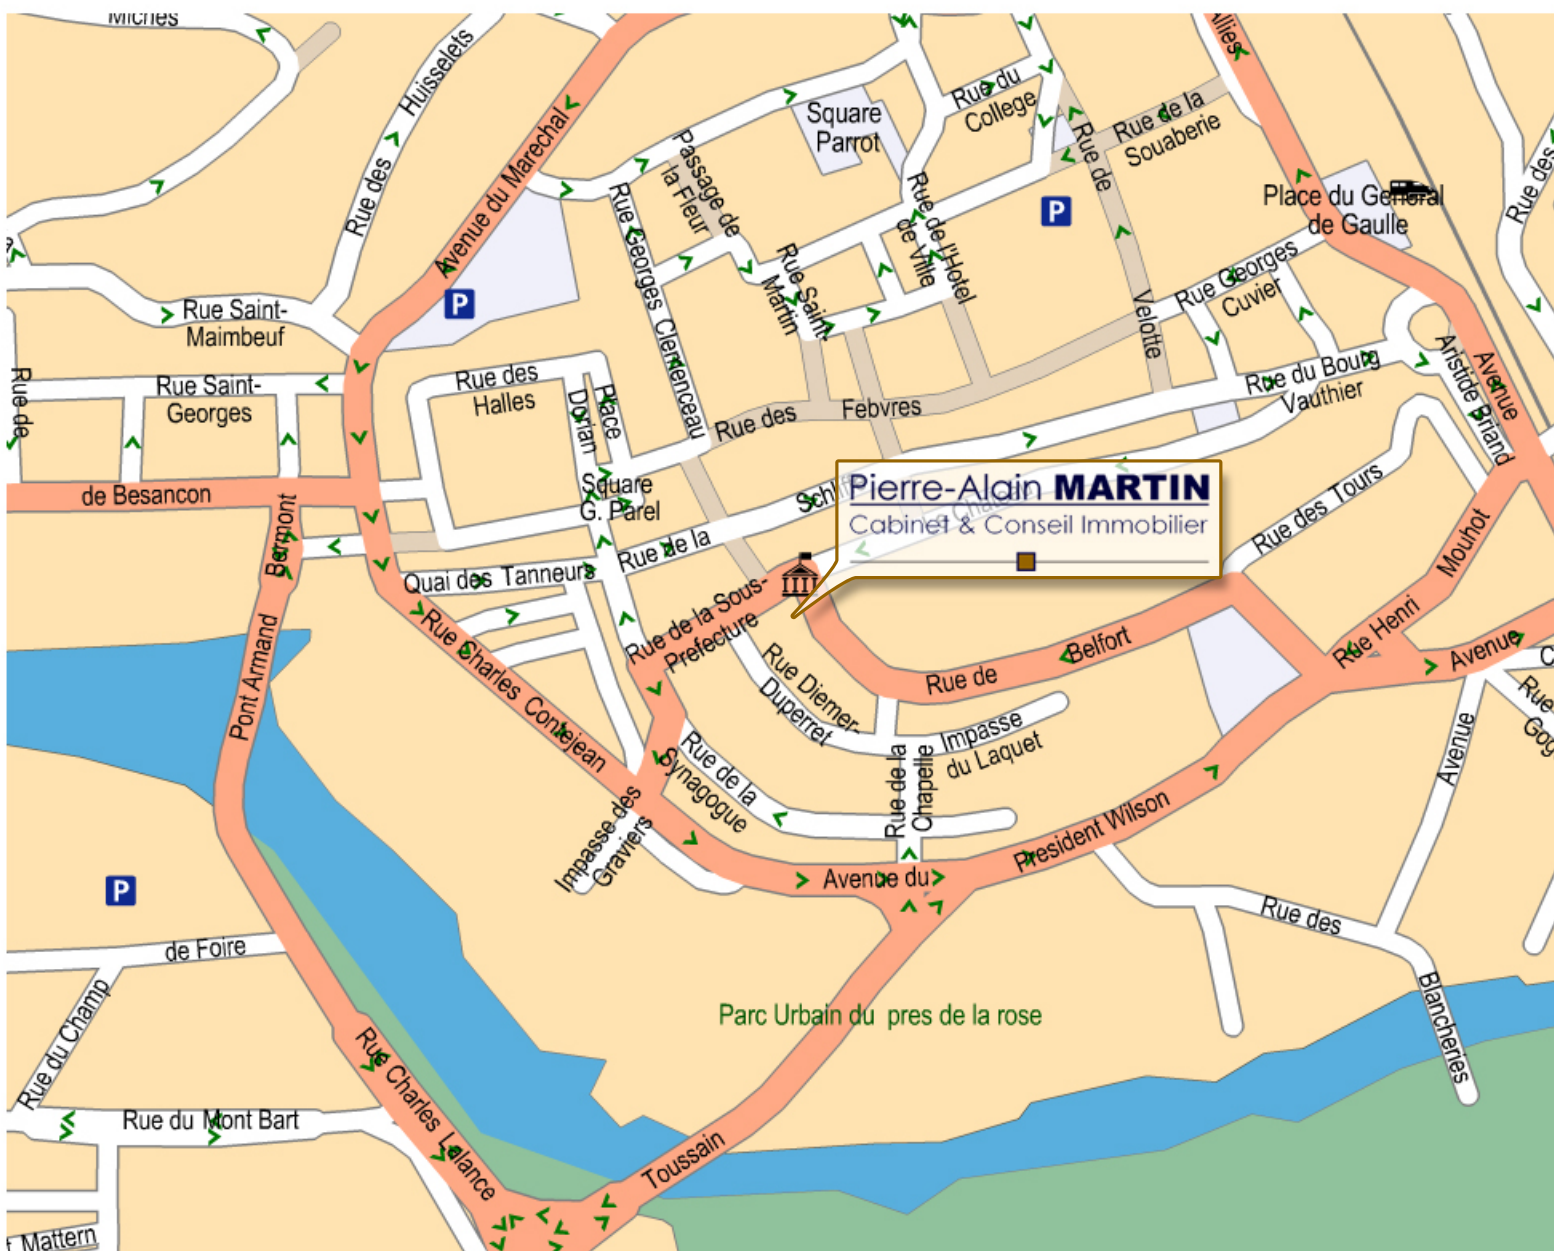 Miches
Huisselets
Rue des
Avenue du Marechal
Allies
Rue du
College
Square
Parrot
Rue de la
Souaberie
Rue de
Velotte
Passage de
la Fleur
Rue Georges Clemenceau
Rue de l'Hotel
de Ville
Place du General
de Gaulle
Rue des
P
P
Rue Saint-
Martin
Rue Georges
Cuvier
Rue Saint-
Maimbeuf
Rue Saint-
Georges
Rue de
Rue des
Halles
Place
Dorian
Rue des Febvres
Rue du Bourg
Vauthier
Aristide Briand
Avenue
de Besancon
Square
G. Parel
Rue de la
Pierre-Alain MARTIN
Cabinet & Conseil Immobilier
Rue des Tours
Mouhot
Rue Henri
Bermont
Pont Armand
Quai des Tanneurs
Rue Charles Contejean
Rue de la Sous-
Prefecture
Rue Diemer-
Duperret
Rue de Belfort
Avenue
C
Rue
Gog
Impasse
du Laquet
Rue de la
Synagogue
Rue de la
Chapelle
Impasse des
Graviers
Avenue du President Wilson
Avenue
P
de Foire
Rue du Champ
Rue des
Blancheries
Parc Urbain du pres de la rose
Rue Charles Lalance
Rue du Mont Bart
Toussain
t Mattern